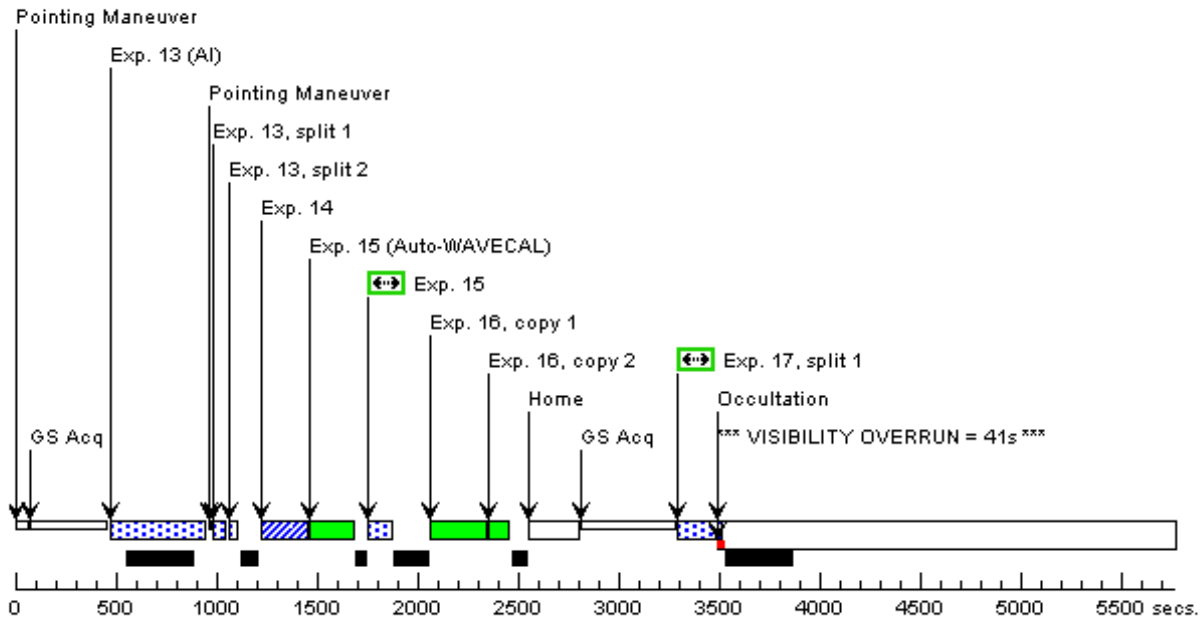 Pointing Maneuver
Exp. 13 (AI)
Pointing Maneuver
Exp. 13, split 1
Exp. 13, split 2
Exp. 14
Exp. 15 (Auto-WAVECAL)
Exp. 15
Exp. 16, copy 1
Exp. 16, copy 2
Exp. 17, split 1
Home
Occultation
GS Acq
GS Acq
*** VISIBILITY OVERRUN = 41s ***
0 500 1000 1500 2000 2500 3000 3500 4000 4500 5000 5500 secs.